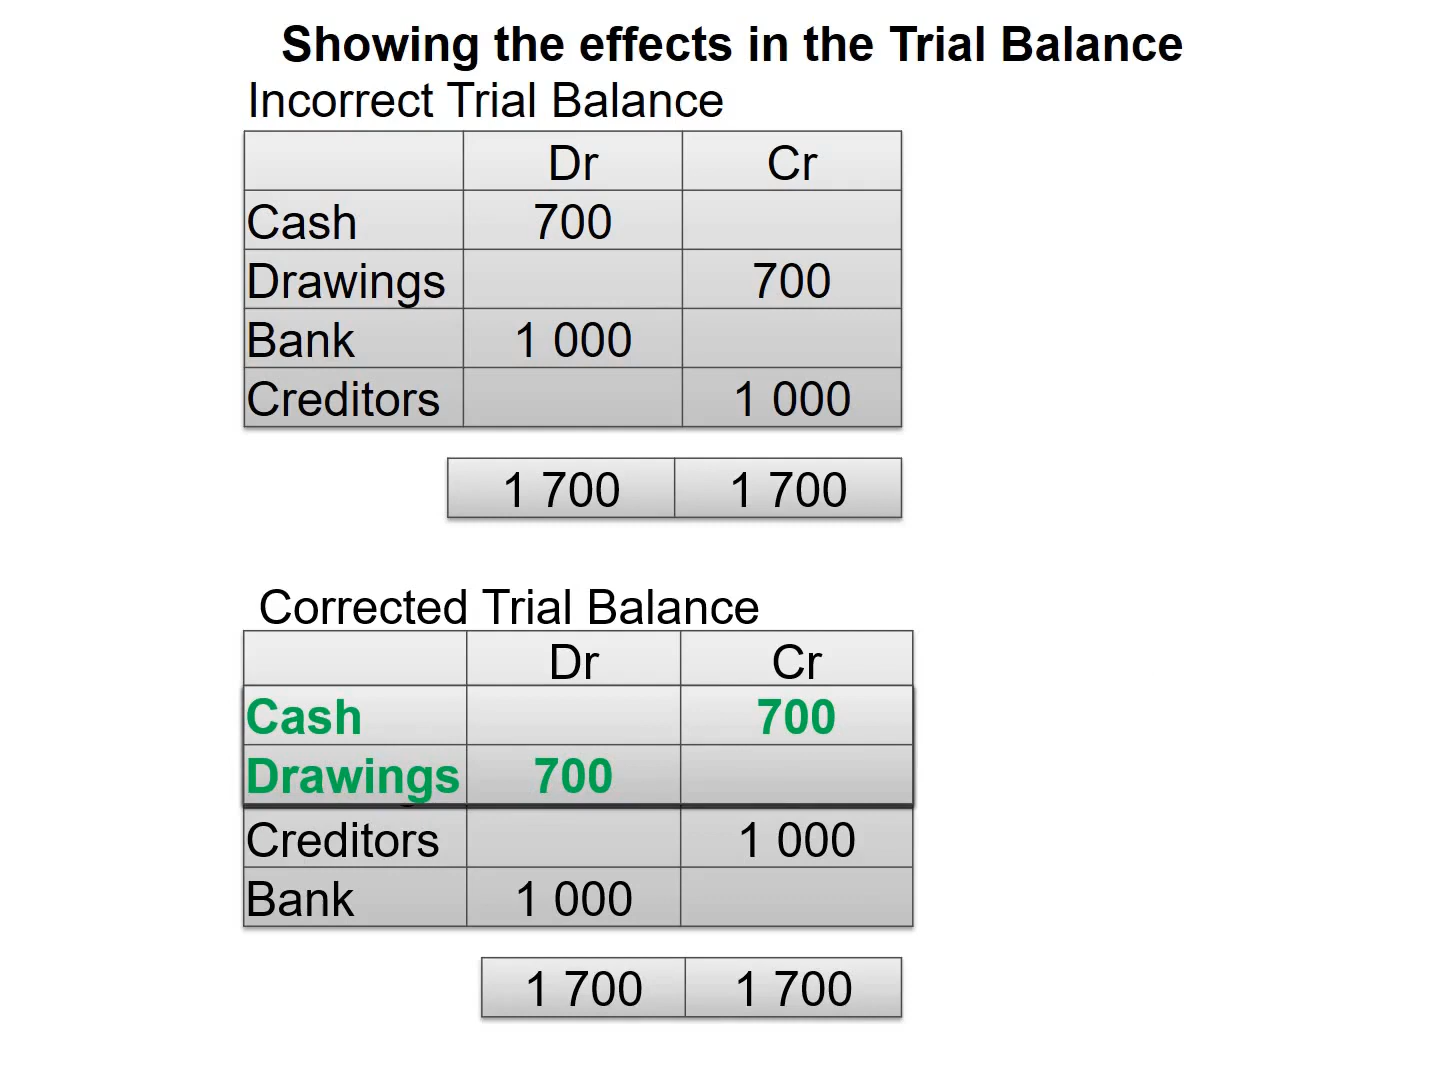 Showing the effects in the Trial Balance
Incorrect Trial Balance
Dr Cr
Cash 700
Drawings 700
Bank 1 000
Creditors 1 000
1 700 1 700
Corrected Trial Balance
Dr Cr
Cash 700
Drawings 700
Creditors 1 000
Bank 1 000
1 700 1 700